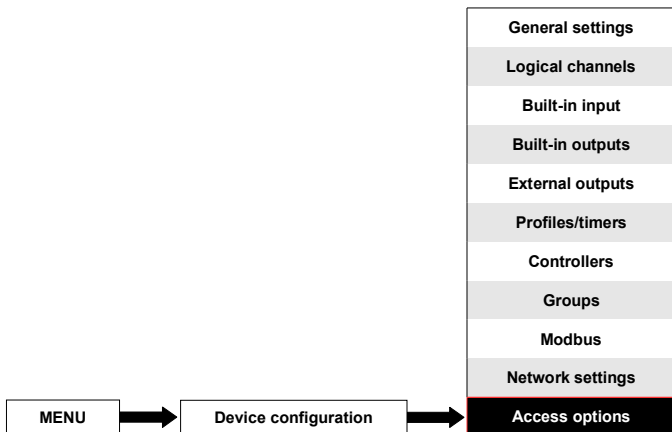 General settings
Logical channels
Built-in input
Built-in outputs
External outputs
Profiles/timers
Controllers
Groups
Modbus
Network settings
MENU Device configuration Access options